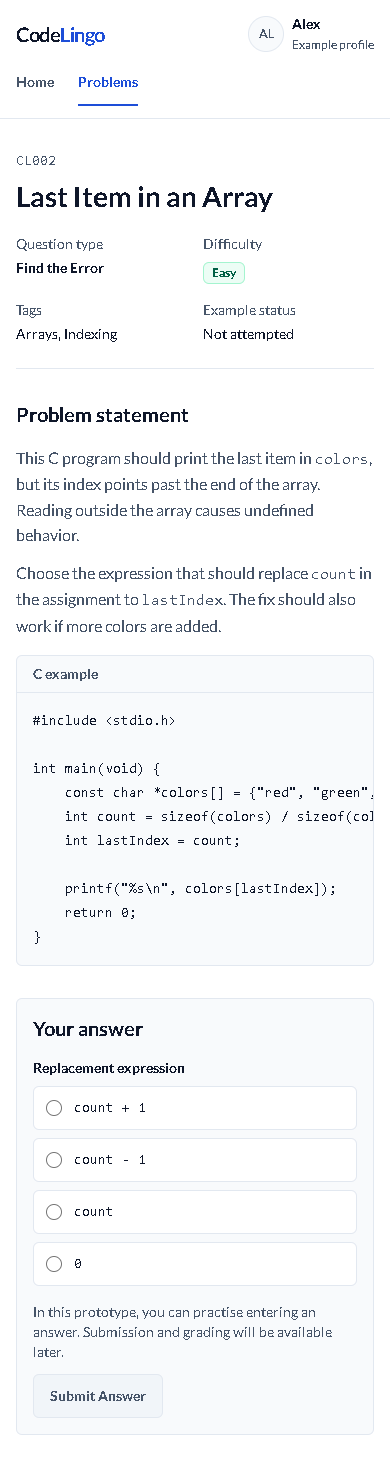 CodeLingo
AL
Alex
Example profile
Home
Problems
CL002
Last Item in an Array
Question type
Find the Error
Difficulty
Easy
Tags
Arrays, Indexing
Example status
Not attempted
Problem statement
This C program should print the last item in colors,
but its index points past the end of the array.
Reading outside the array causes undefined
behavior.
Choose the expression that should replace count in
the assignment to lastIndex. The fix should also
work if more colors are added.
C example
#include <stdio.h>
int main(void) {
    const char *colors[] = {"red", "green",
    int count = sizeof(colors) / sizeof(col
    int lastIndex = count;
    printf("%s\n", colors[lastIndex]);
    return 0;
}
Your answer
Replacement expression
count + 1
count - 1
count
0
In this prototype, you can practise entering an
answer. Submission and grading will be available
later.
Submit Answer